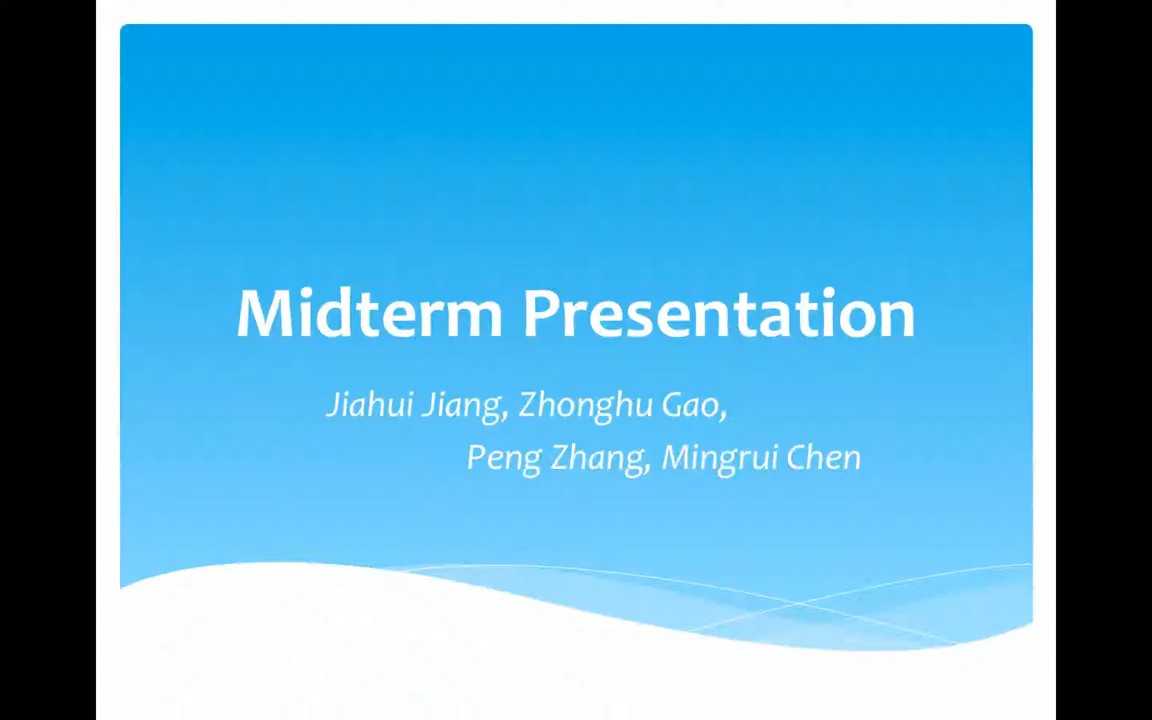 Midterm Presentation
Jiahui Jiang, Zhonghu Gao,
Peng Zhang, Mingrui Chen